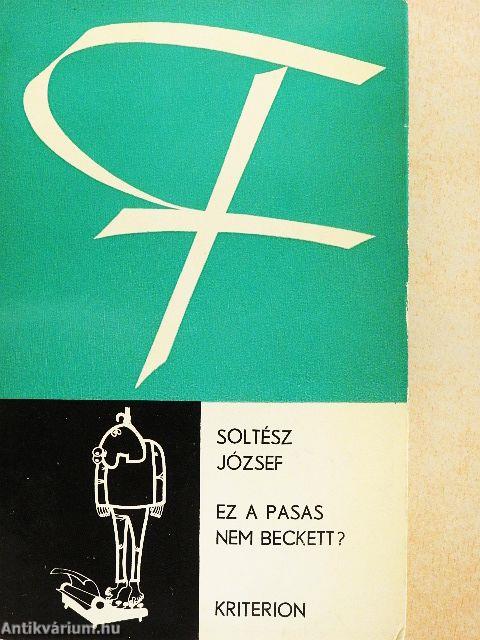 F
SOLTÉSZ
JÓZSEF
EZ A PASAS
NEM BECKETT?
KRITERION
Antikvárium.hu